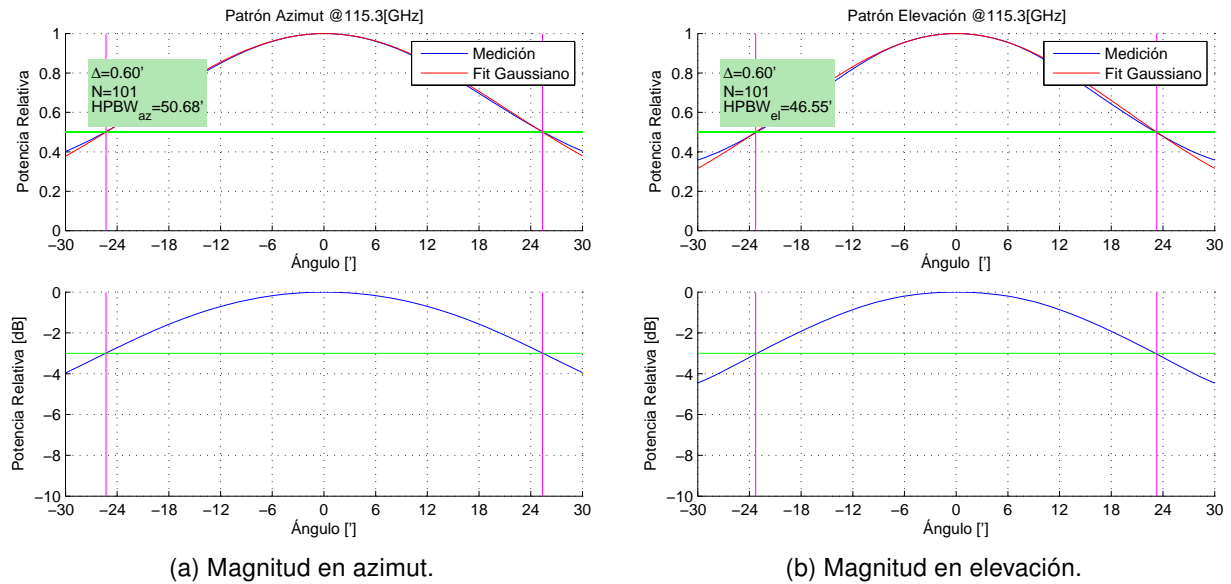 Patrón Azimut @115.3[GHz]
Potencia Relativa
1
0.8
0.6
0.4
0.2
0
Δ=0.60'
N=101
HPBW_az=50.68'
Medición
Fit Gaussiano
−30 −24 −18 −12 −6 0 6 12 18 24 30
Ángulo [']
Potencia Relativa [dB]
0
−2
−4
−6
−8
−10
−30 −24 −18 −12 −6 0 6 12 18 24 30
Ángulo [']
(a) Magnitud en azimut.
Patrón Elevación @115.3[GHz]
Potencia Relativa
1
0.8
0.6
0.4
0.2
0
Δ=0.60'
N=101
HPBW_el=46.55'
Medición
Fit Gaussiano
−30 −24 −18 −12 −6 0 6 12 18 24 30
Ángulo [']
Potencia Relativa [dB]
0
−2
−4
−6
−8
−10
−30 −24 −18 −12 −6 0 6 12 18 24 30
Ángulo [']
(b) Magnitud en elevación.